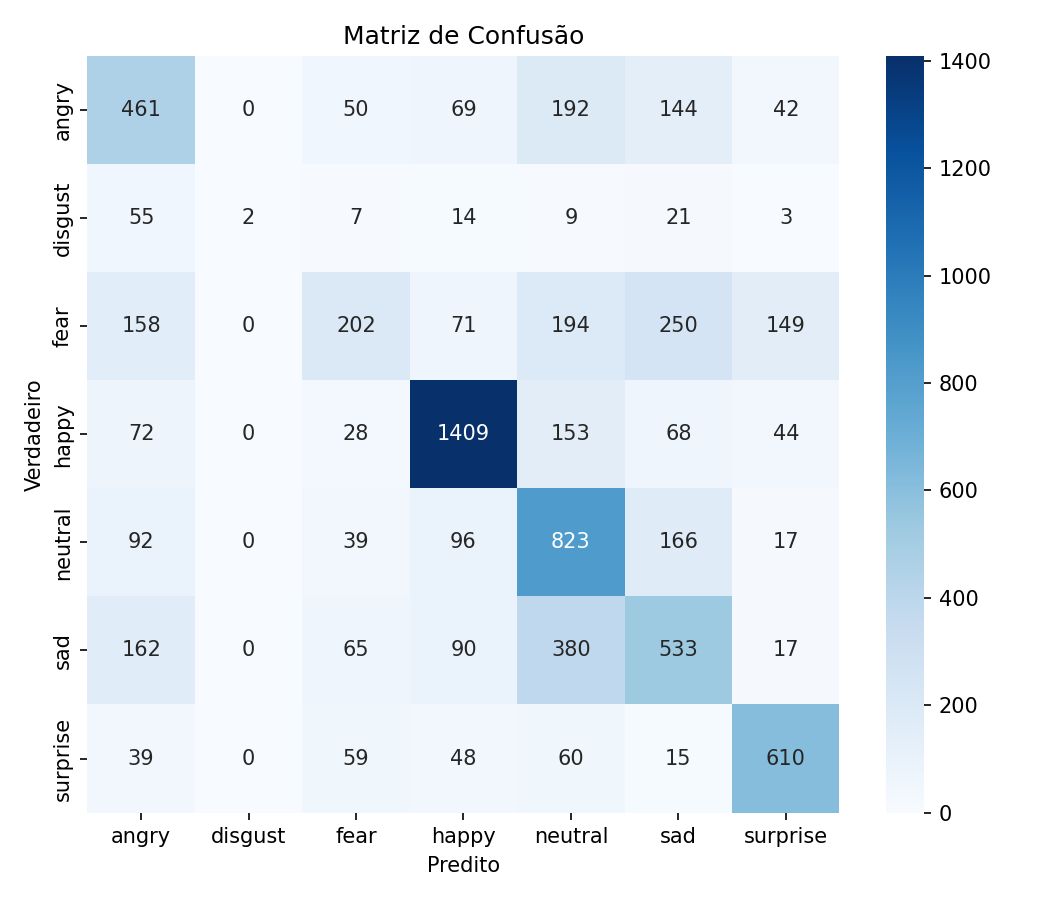 Matriz de Confusão
Verdadeiro
angry 461 0 50 69 192 144 42
disgust 55 2 7 14 9 21 3
fear 158 0 202 71 194 250 149
happy 72 0 28 1409 153 68 44
neutral 92 0 39 96 823 166 17
sad 162 0 65 90 380 533 17
surprise 39 0 59 48 60 15 610
angry disgust fear happy neutral sad surprise
Predito
1400
1200
1000
800
600
400
200
0